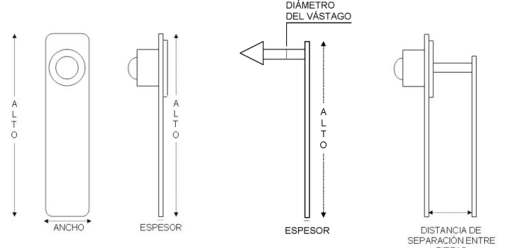 DIÁMETRO
DEL VÁSTAGO
ALTO
ALTO
ALTO
ANCHO
ESPESOR
ESPESOR
DISTANCIA DE
SEPARACIÓN ENTRE